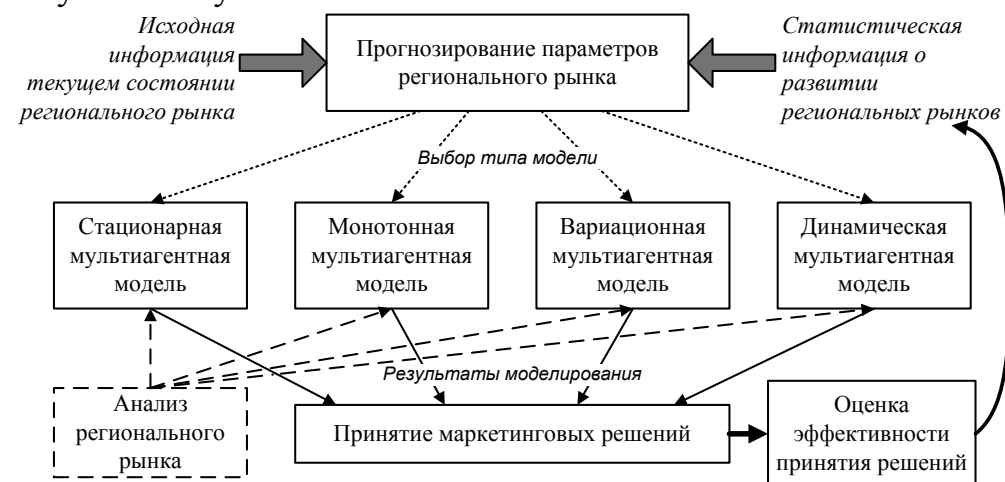 Исходная
информация
текущем состоянии
регионального рынка
Прогнозирование параметров
регионального рынка
Статистическая
информация о
развитии
региональных рынков
Выбор типа модели
Стационарная
мультиагентная
модель
Монотонная
мультиагентная
модель
Вариационная
мультиагентная
модель
Динамическая
мультиагентная
модель
Результаты моделирования
Анализ
регионального
рынка
Принятие маркетинговых решений
Оценка
эффективности
принятия решений